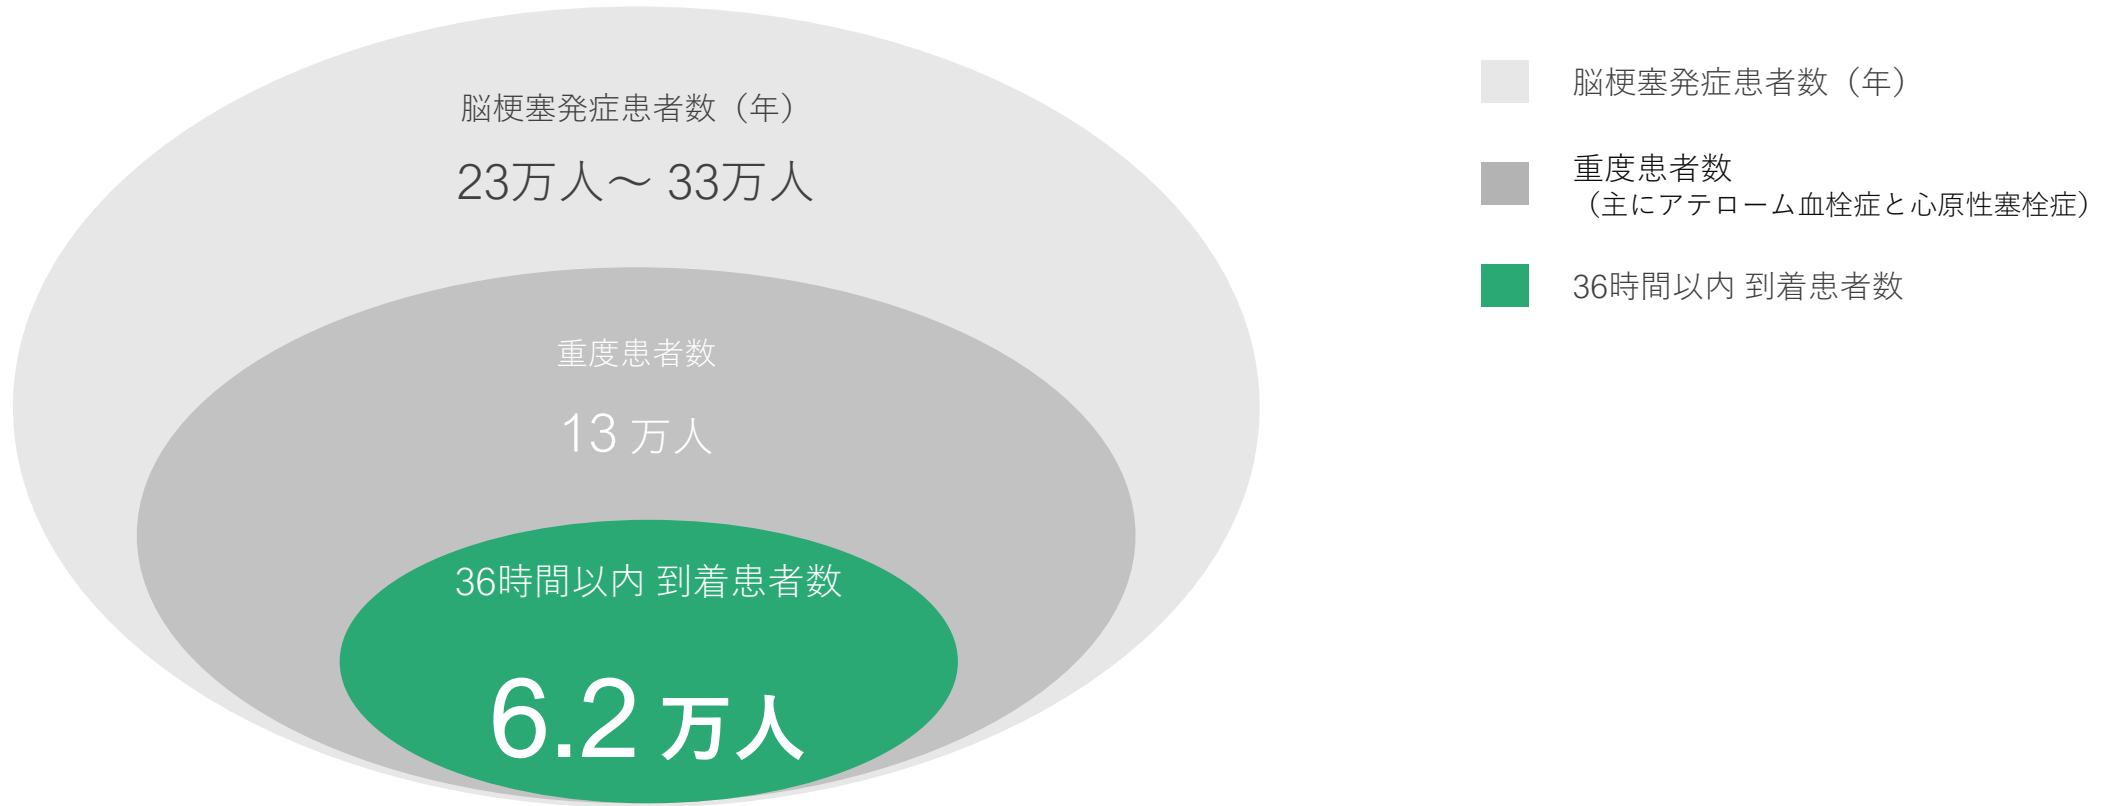 脳梗塞発症患者数（年）
23万人～ 33万人
重度患者数
13 万人
36時間以内 到着患者数
6.2 万人
脳梗塞発症患者数（年）
重度患者数
（主にアテローム血栓症と心原性塞栓症）
36時間以内 到着患者数